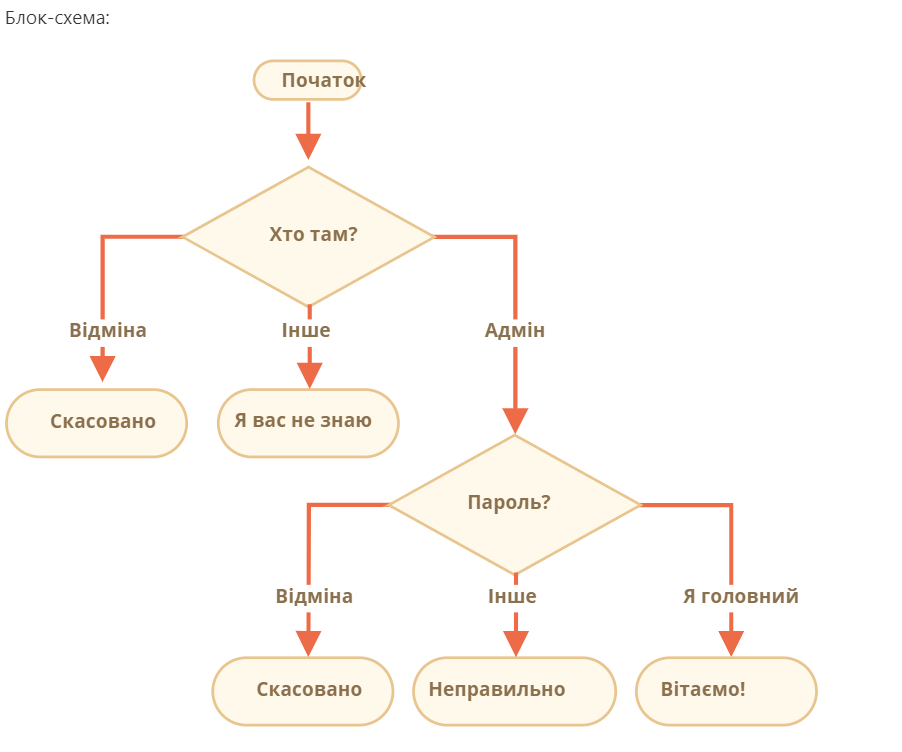 Блок-схема:
Початок
Хто там?
Відміна
Інше
Адмін
Скасовано
Я вас не знаю
Пароль?
Відміна
Інше
Я головний
Скасовано
Неправильно
Вітаємо!